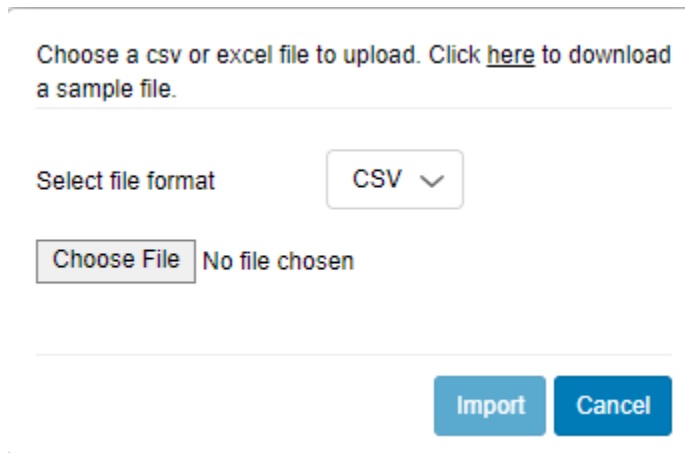 Choose a csv or excel file to upload. Click here to download
a sample file.
Select file format
CSV
Choose File No file chosen
Import Cancel